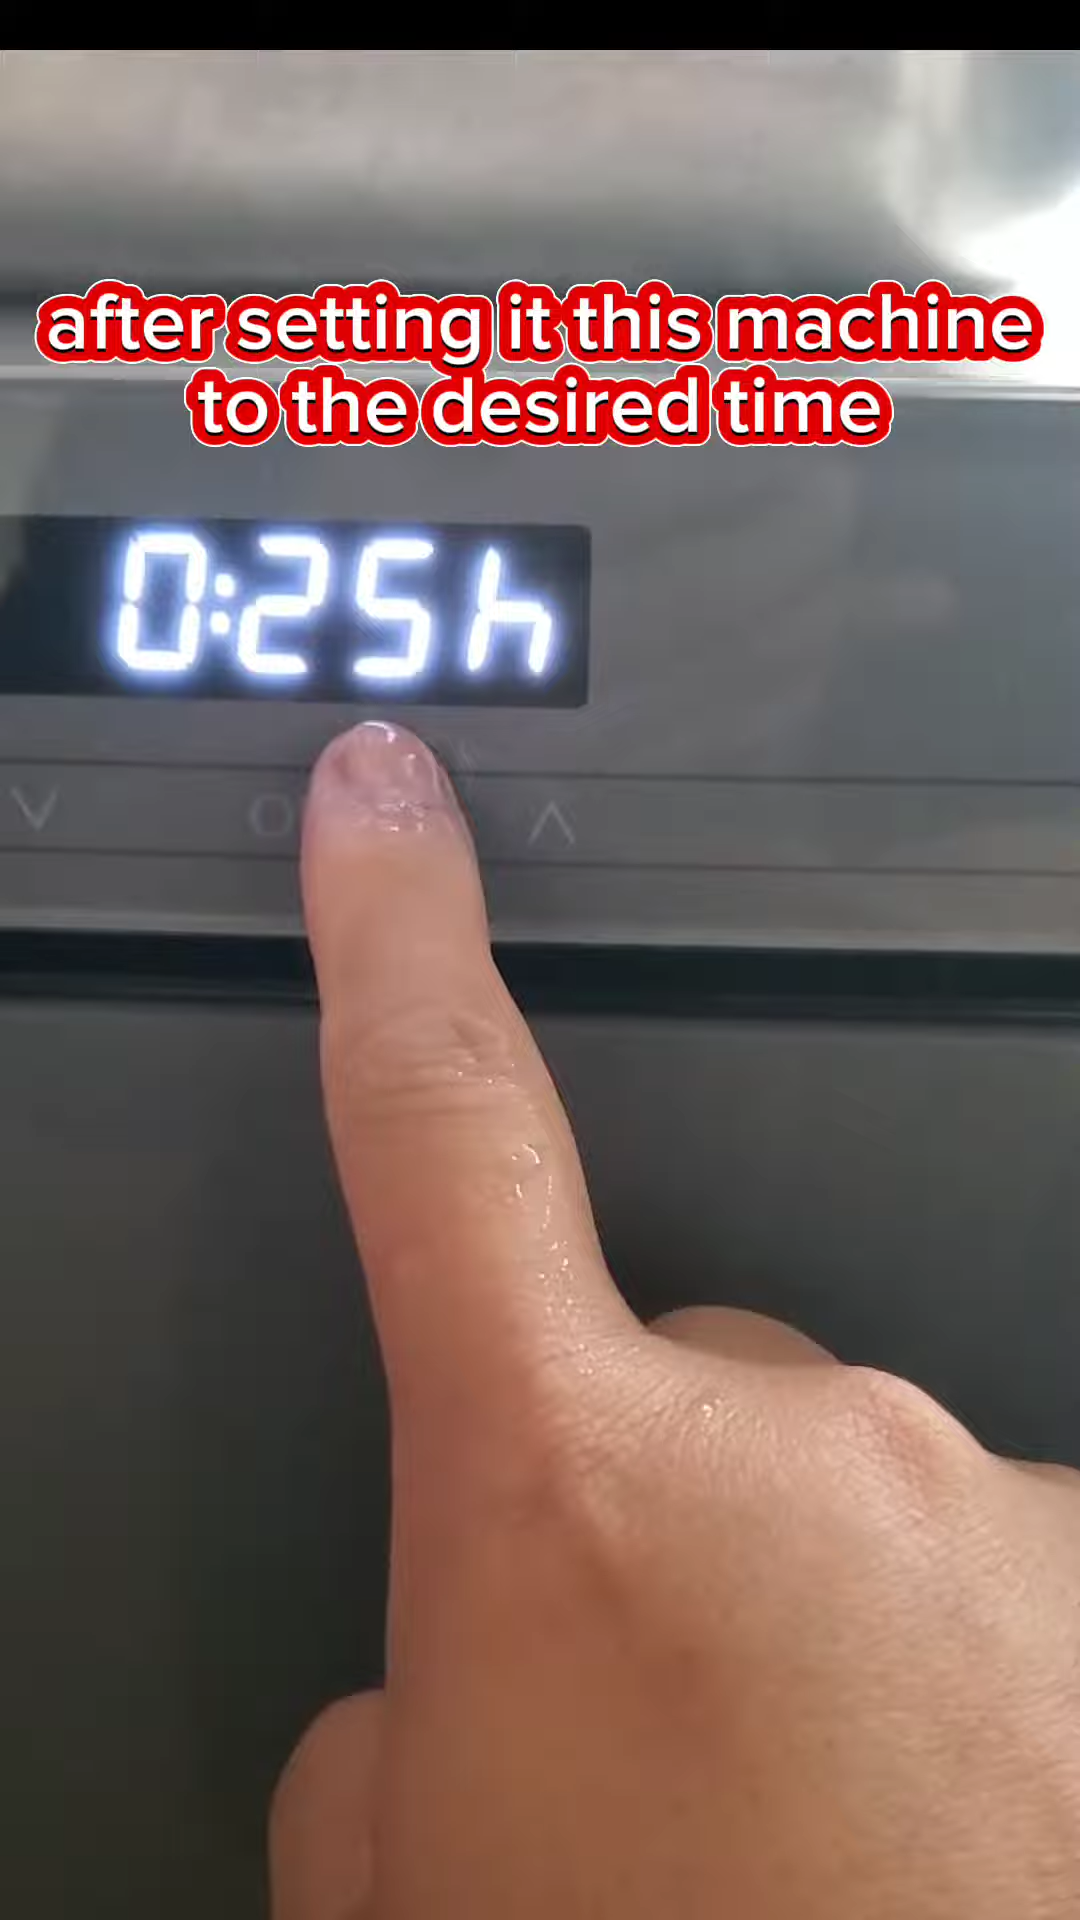 after setting it this machine
to the desired time
0:25h